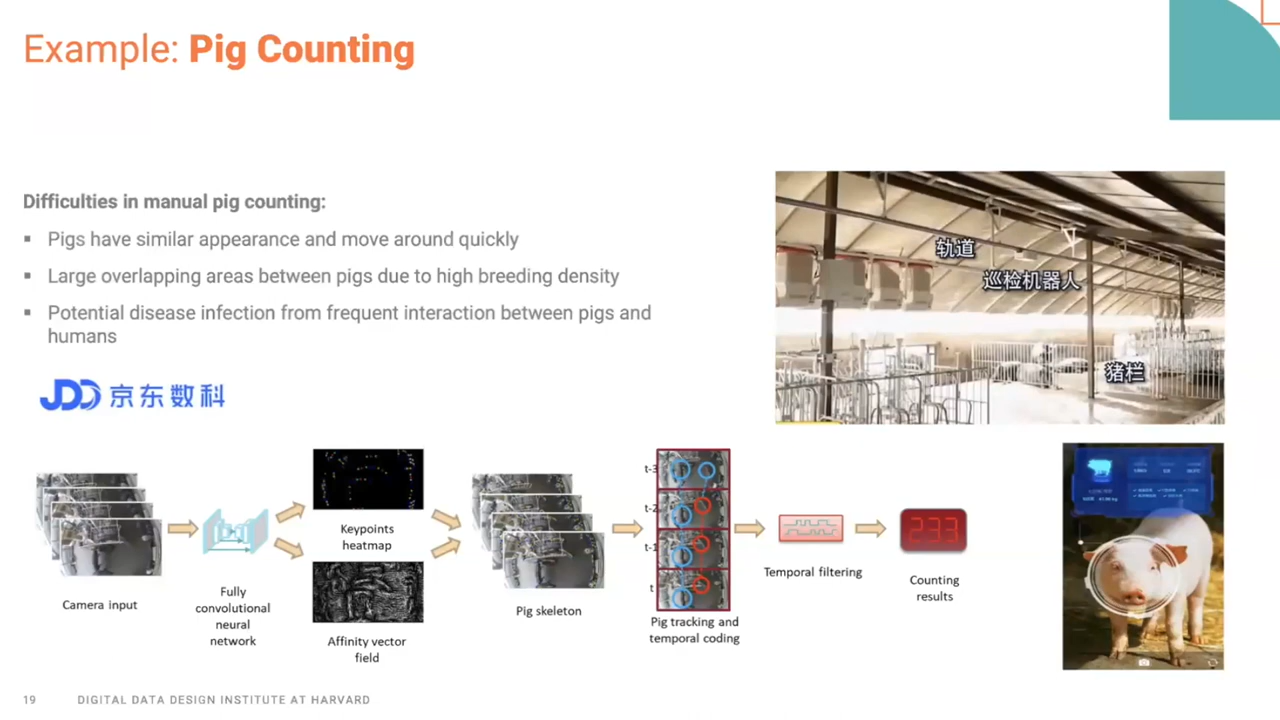 Example: Pig Counting
Difficulties in manual pig counting:
Pigs have similar appearance and move around quickly
Large overlapping areas between pigs due to high breeding density
Potential disease infection from frequent interaction between pigs and
humans
JDD 京东数科
轨道
巡检机器人
猪栏
Camera input
Fully
convolutional
neural
network
Keypoints
heatmap
Affinity vector
field
Pig skeleton
t-3
t-2
t-1
t
Pig tracking and
temporal coding
Temporal filtering
233
Counting
results
19 DIGITAL DATA DESIGN INSTITUTE AT HARVARD